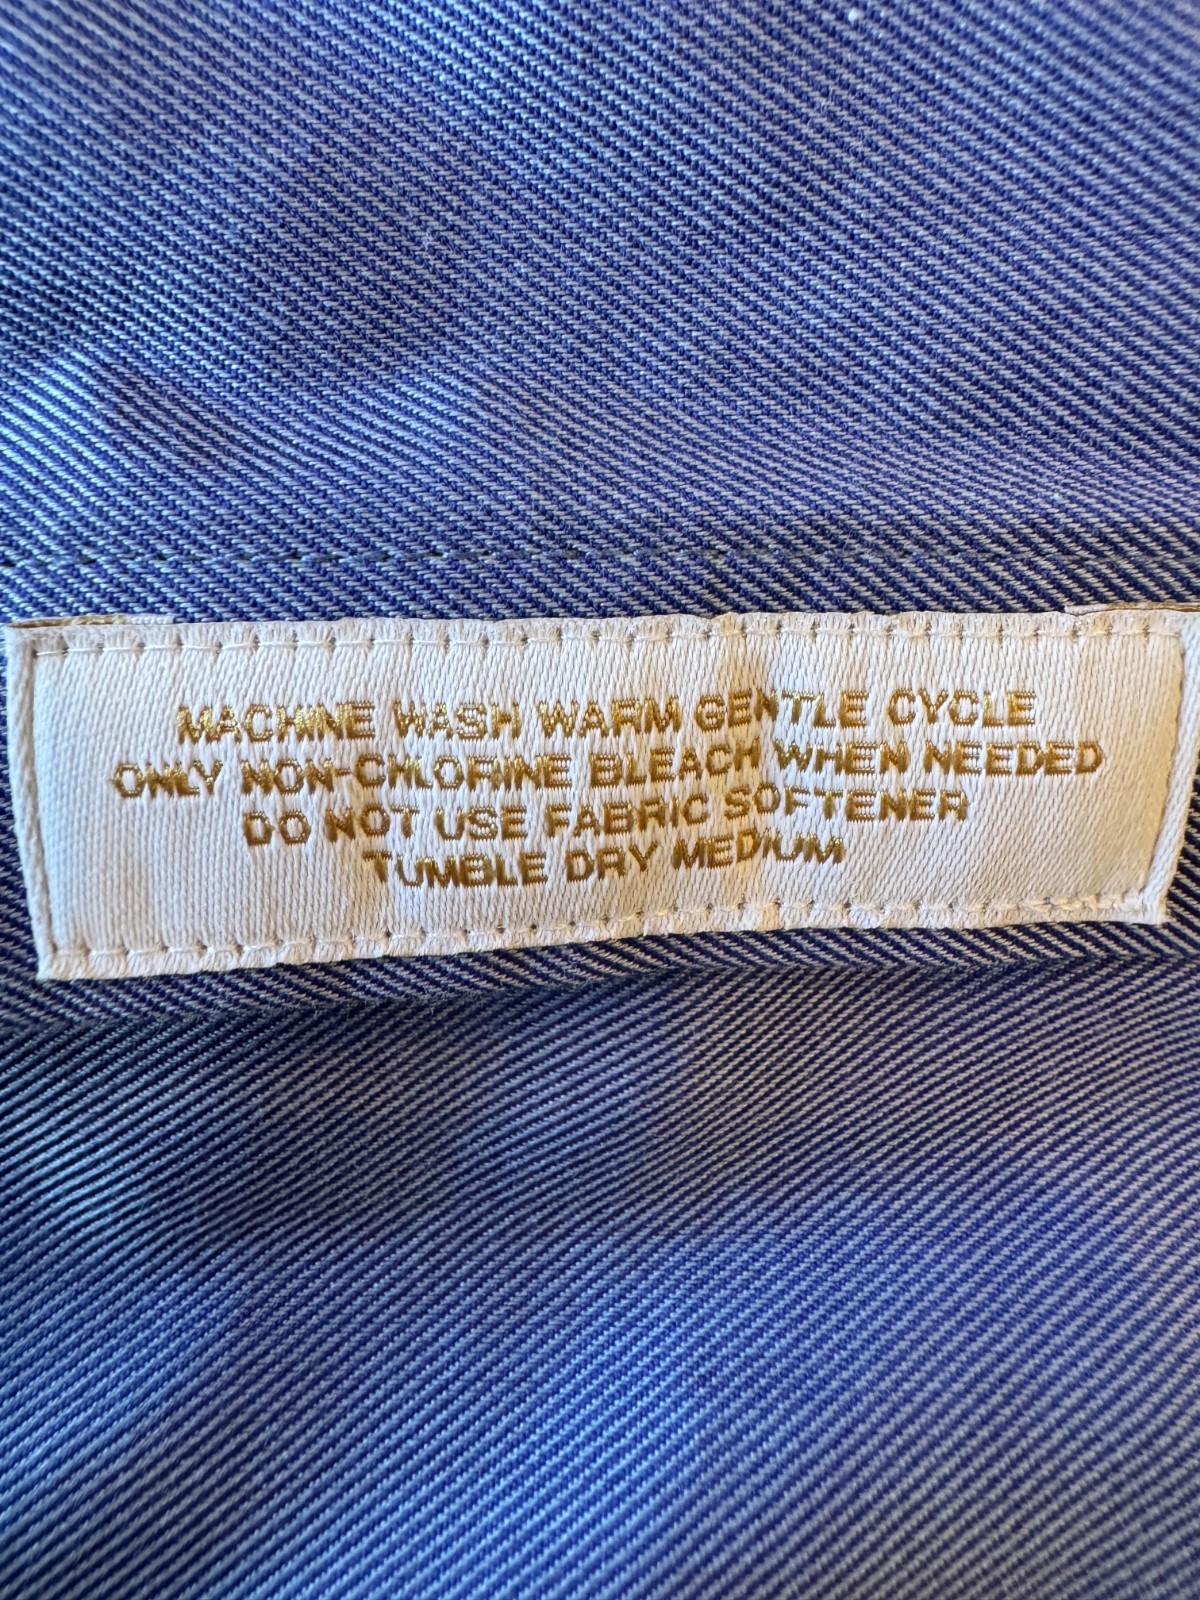 MACHINE WASH WARM GENTLE CYCLE
ONLY NON-CHLORINE BLEACH WHEN NEEDED
DO NOT USE FABRIC SOFTENER
TUMBLE DRY MEDIUM